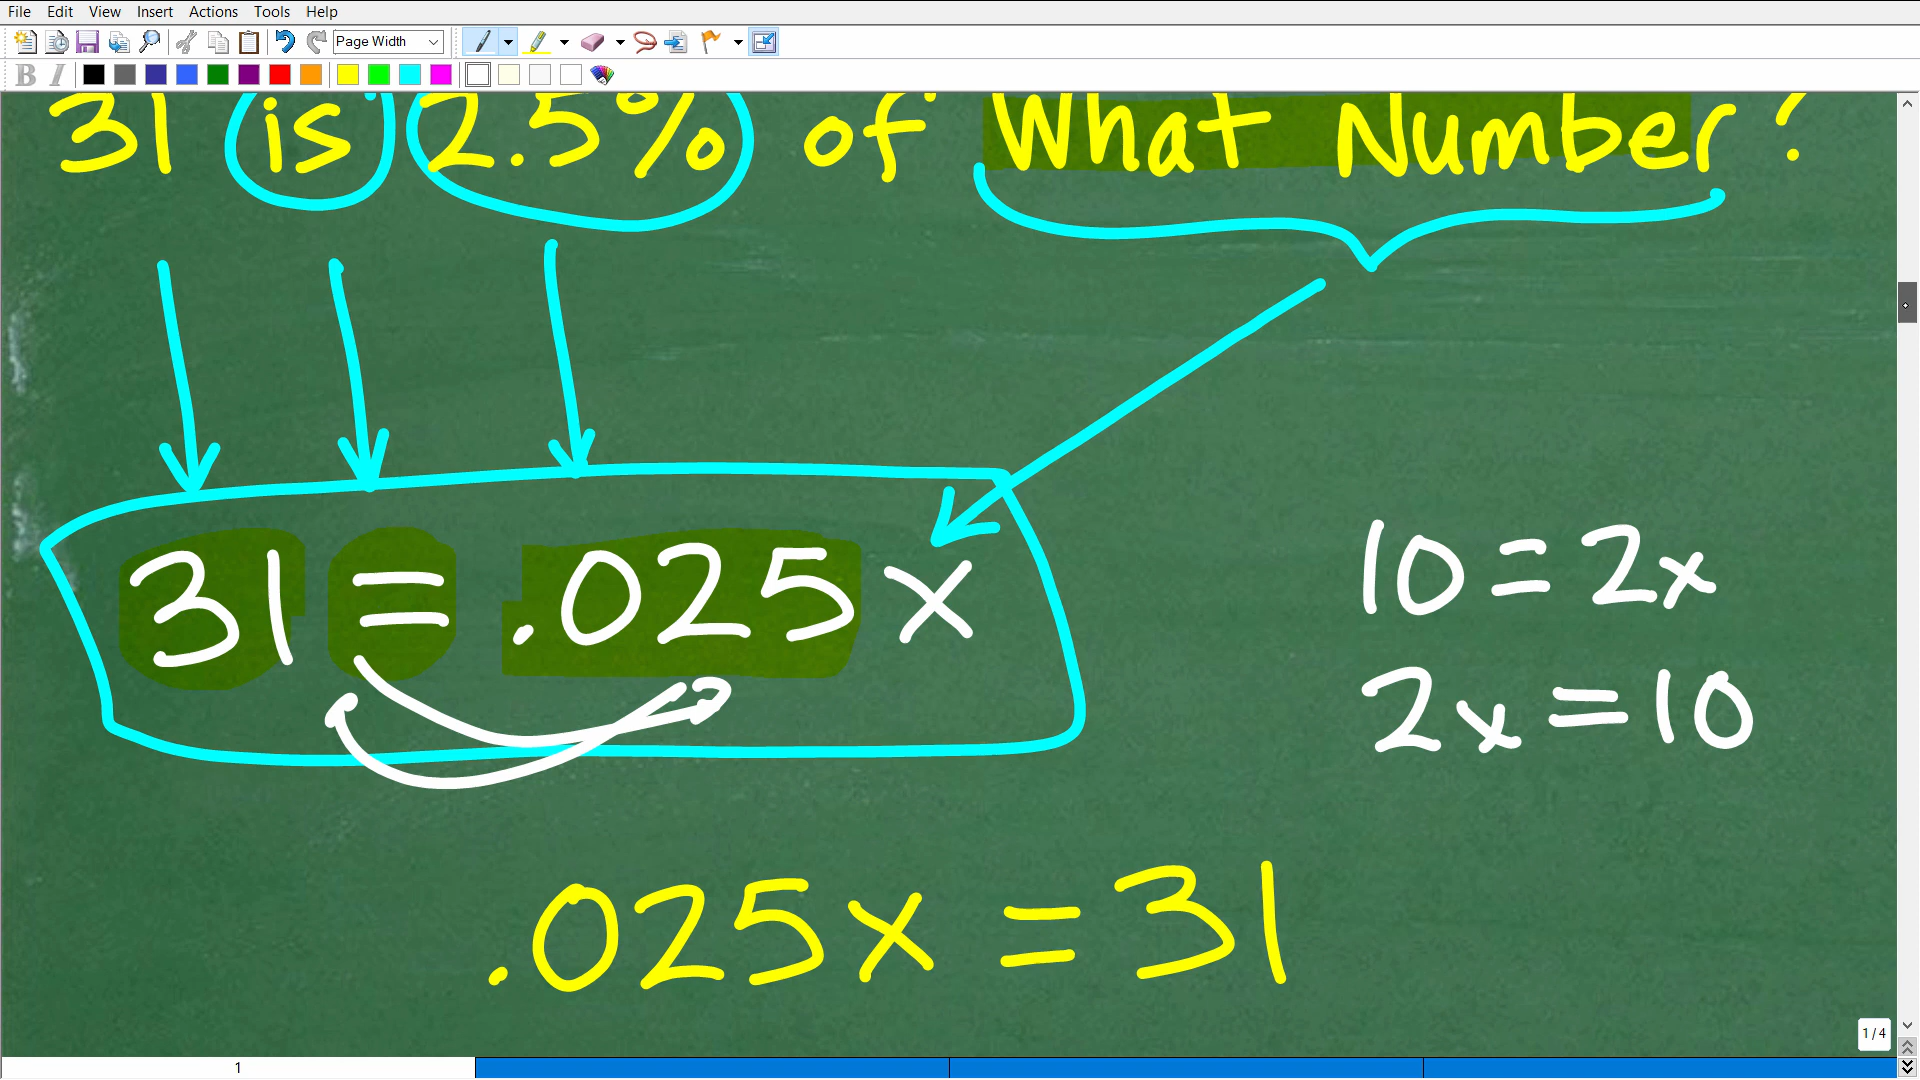 File Edit View Insert Actions Tools Help
Page Width
B I
31 is 2.5% of What Number?
31 = .025x
10=2x
2x=10
.025x = 31
1 / 4
1